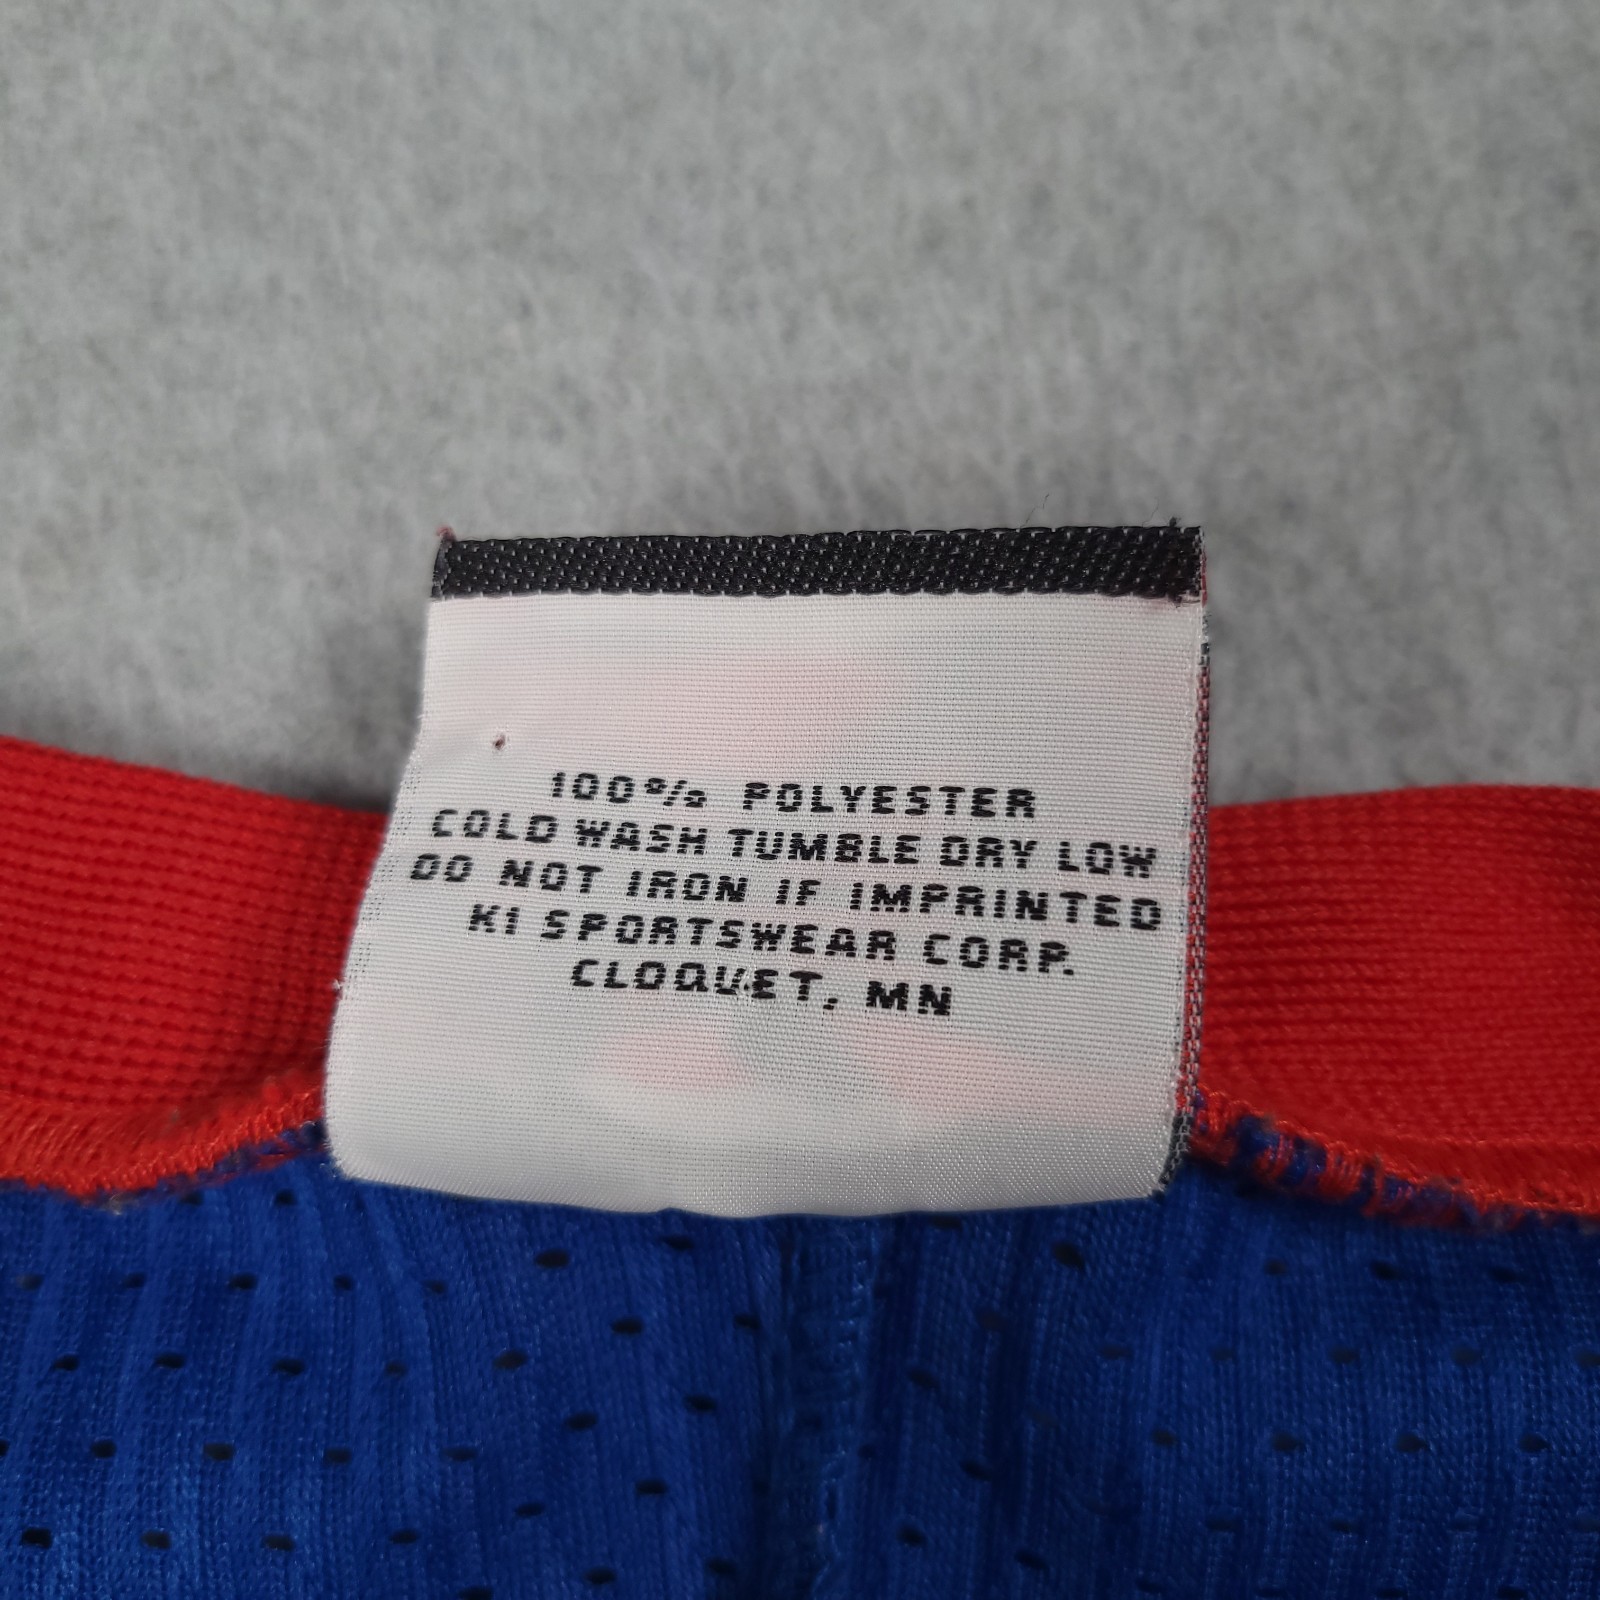 100% POLYESTER
COLD WASH TUMBLE DRY LOW
DO NOT IRON IF IMPRINTED
K1 SPORTSWEAR CORP.
CLOQUET, MN